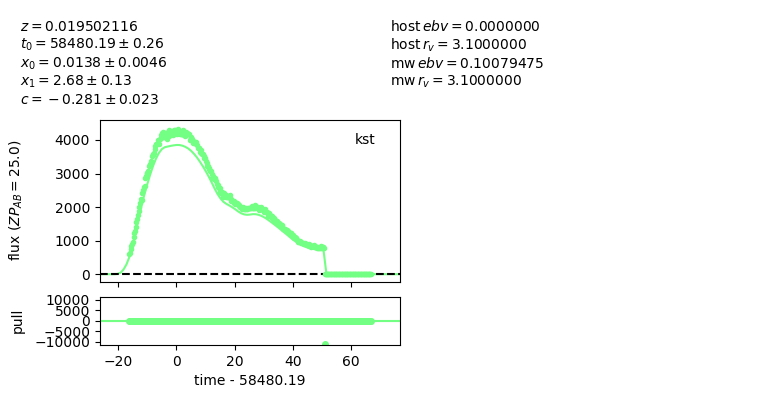 z = 0.019502116
t₀ = 58480.19 ± 0.26
x₀ = 0.0138 ± 0.0046
x₁ = 2.68 ± 0.13
c = −0.281 ± 0.023
host ebv = 0.0000000
host r_v = 3.1000000
mw ebv = 0.10079475
mw r_v = 3.1000000
kst
flux (ZP_AB = 25.0)
4000
3000
2000
1000
0
pull
10000
5000
0
−5000
−10000
−20 0 20 40 60
time - 58480.19